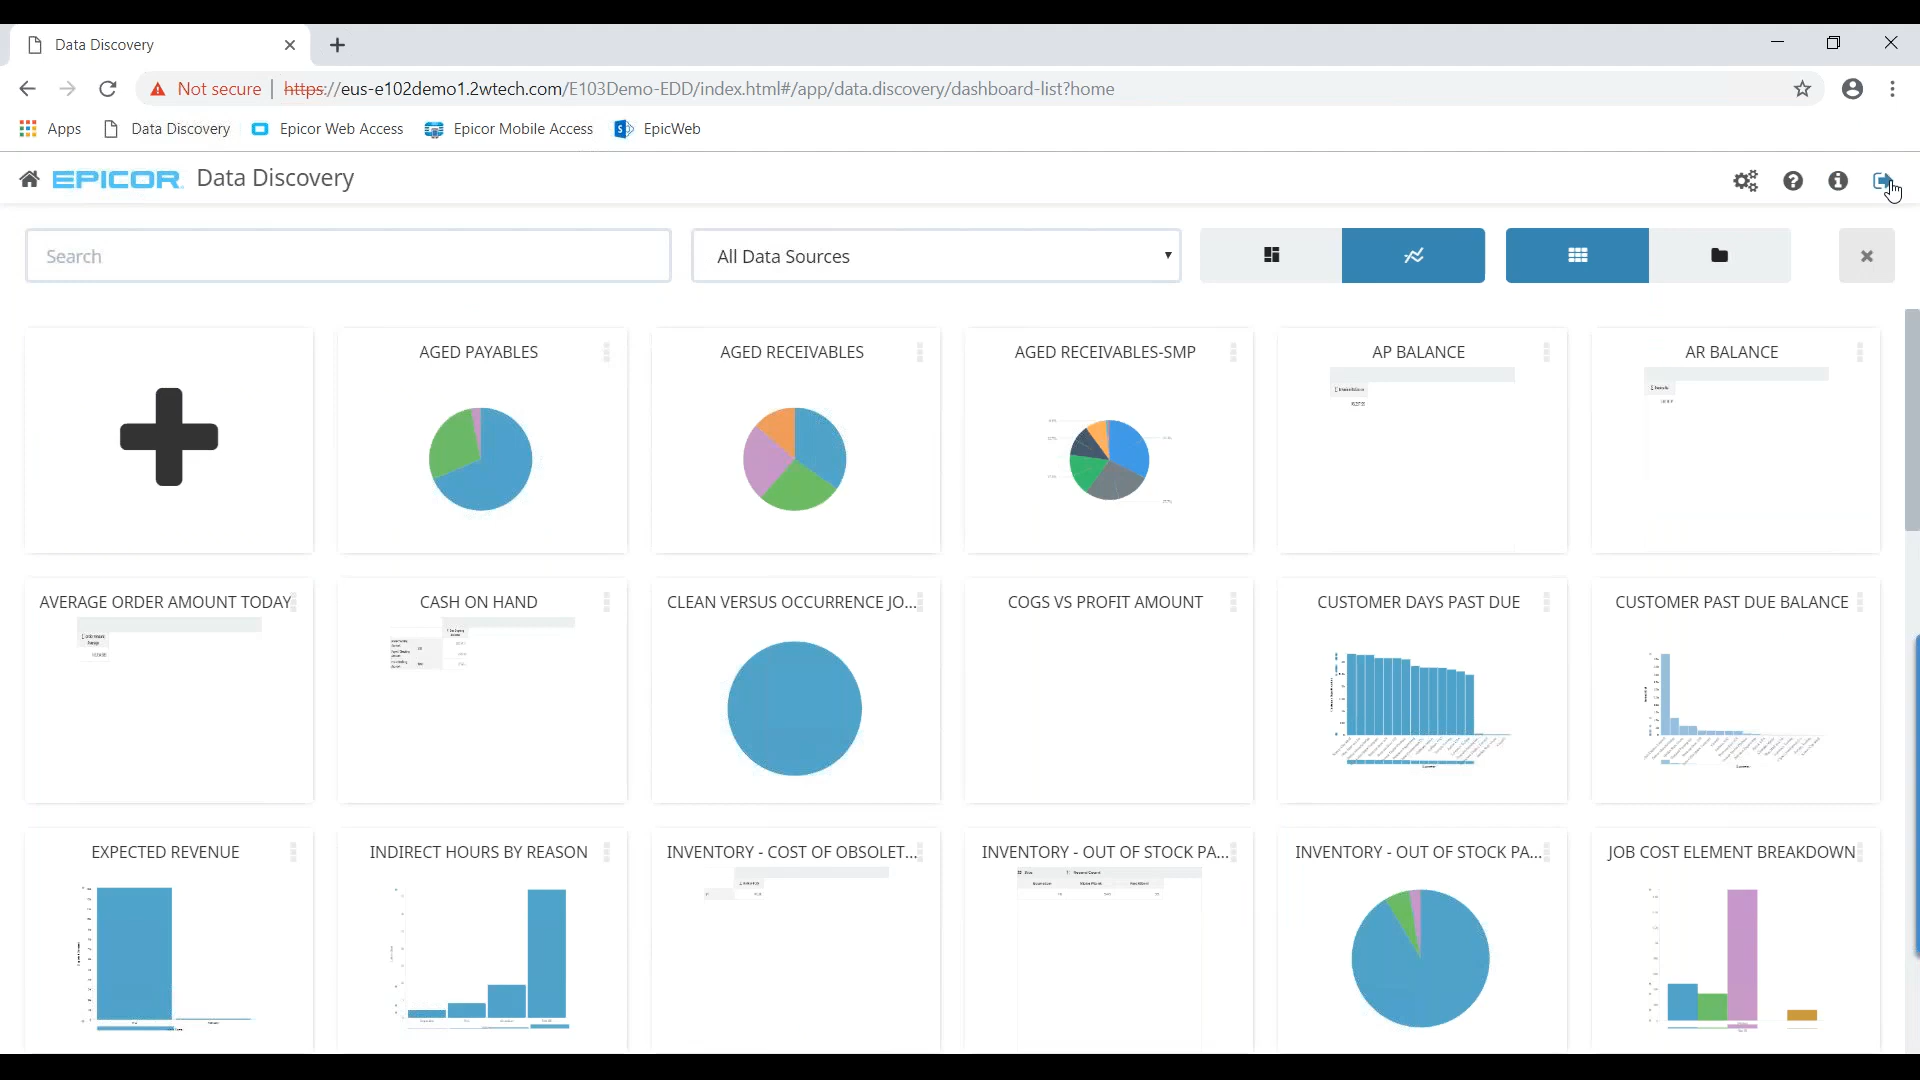 Data Discovery
Not secure | https://eus-e102demo1.2wtech.com/E103Demo-EDD/index.html#/app/data.discovery/dashboard-list?home
Apps Data Discovery Epicor Web Access Epicor Mobile Access EpicWeb
EPICOR Data Discovery
Search All Data Sources
AGED PAYABLES AGED RECEIVABLES AGED RECEIVABLES-SMP AP BALANCE AR BALANCE
AVERAGE ORDER AMOUNT TODAY CASH ON HAND CLEAN VERSUS OCCURRENCE JO... COGS VS PROFIT AMOUNT CUSTOMER DAYS PAST DUE CUSTOMER PAST DUE BALANCE
EXPECTED REVENUE INDIRECT HOURS BY REASON INVENTORY - COST OF OBSOLET... INVENTORY - OUT OF STOCK PA... INVENTORY - OUT OF STOCK PA... JOB COST ELEMENT BREAKDOWN